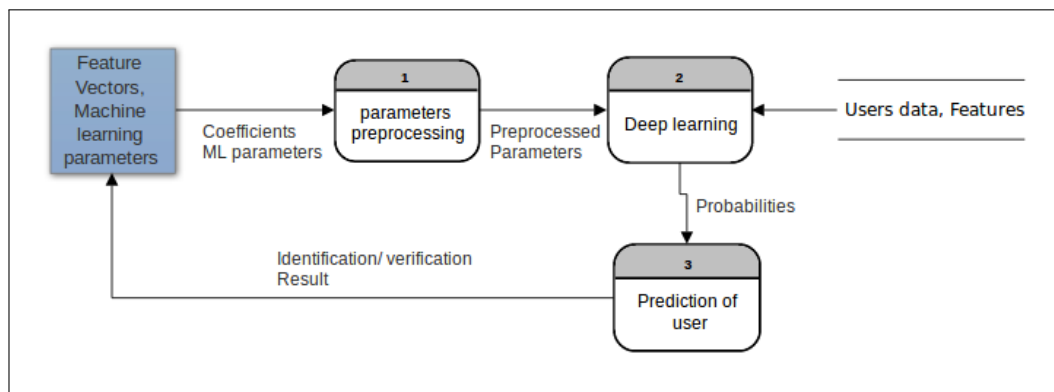 Feature
Vectors,
Machine
learning
parameters
Coefficients
ML parameters
1
parameters
preprocessing
Preprocessed
Parameters
2
Deep learning
Users data, Features
Probabilities
3
Prediction of
user
Identification/ verification
Result